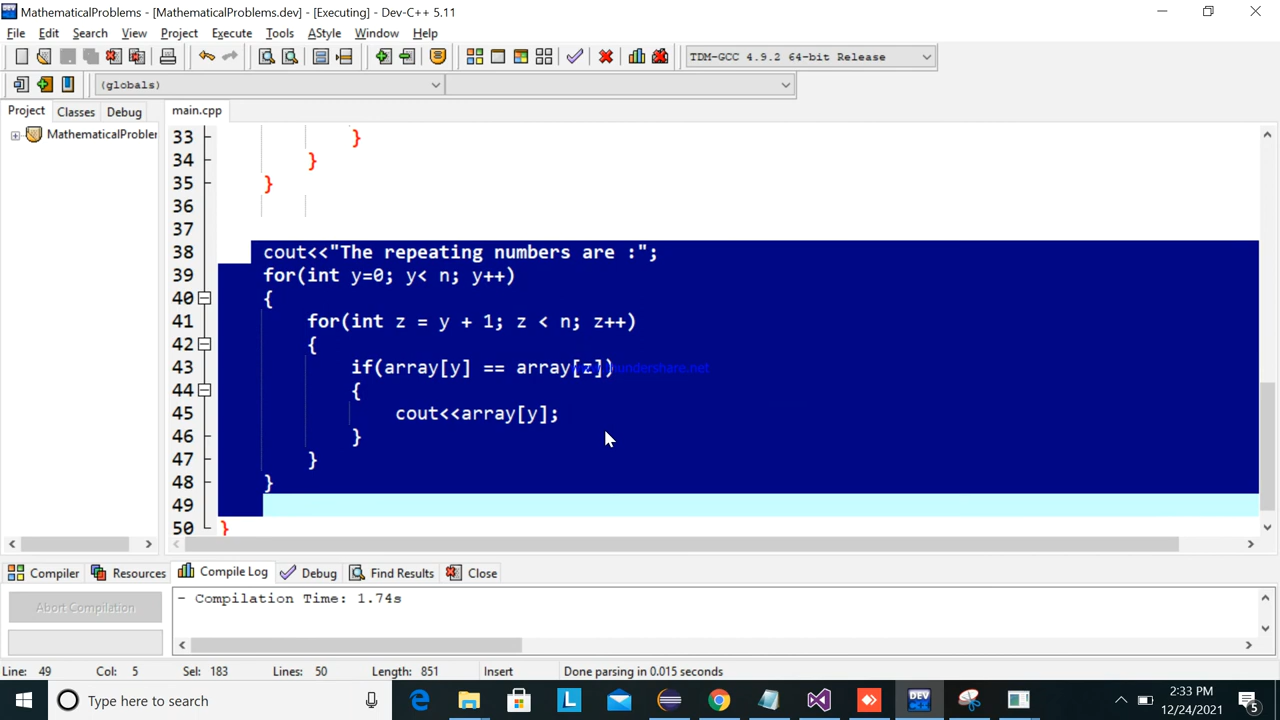 MathematicalProblems - [MathematicalProblems.dev] - [Executing] - Dev-C++ 5.11
File Edit Search View Project Execute Tools AStyle Window Help
TDM-GCC 4.9.2 64-bit Release
(globals)
Project Classes Debug main.cpp
MathematicalProblem
33 }
34 }
35 }
36
37
38 cout<<"The repeating numbers are :";
39 for(int y=0; y< n; y++)
40 {
41 for(int z = y + 1; z < n; z++)
42 {
43 if(array[y] == array[z])
44 {
45 cout<<array[y];
46 }
47 }
48 }
49
50 }
Compiler Resources Compile Log Debug Find Results Close
Abort Compilation
- Compilation Time: 1.74s
Line: 49 Col: 5 Sel: 183 Lines: 50 Length: 851 Insert Done parsing in 0.015 seconds
Type here to search
2:33 PM
12/24/2021
5